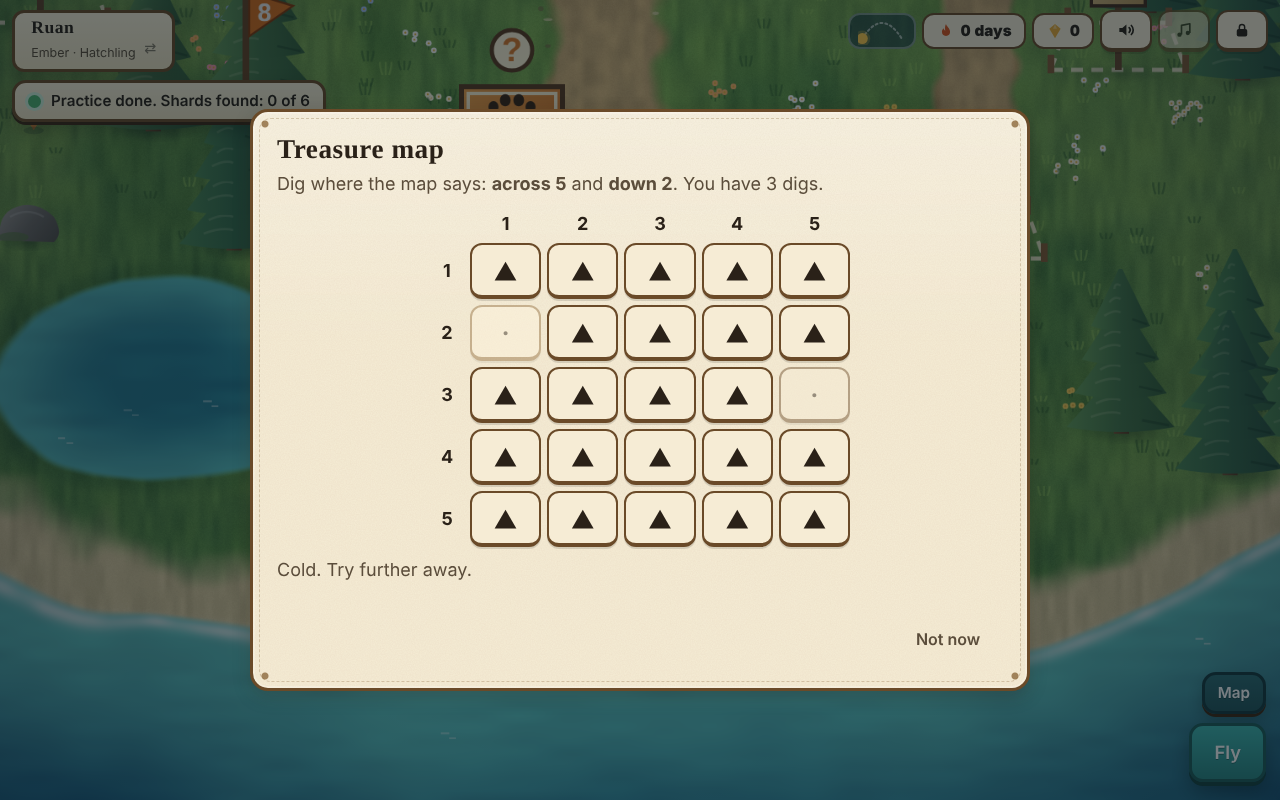 Ruan
Ember · Hatchling
8
?
0 days
0
Practice done. Shards found: 0 of 6
Treasure map
Dig where the map says: across 5 and down 2. You have 3 digs.
1 2 3 4 5
1
2
3
4
5
Cold. Try further away.
Not now
Map
Fly